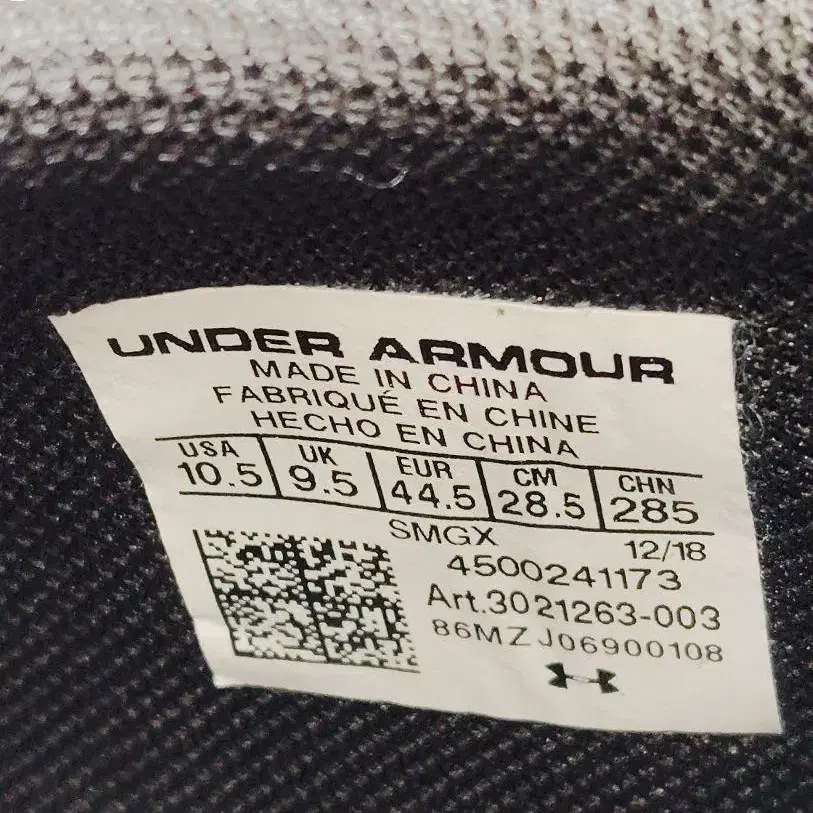 UNDER ARMOUR
MADE IN CHINA
FABRIQUÉ EN CHINE
HECHO EN CHINA
USA UK EUR CM CHN
10.5 9.5 44.5 28.5 285
SMGX 12/18
4500241173
Art.3021263-003
86MZJ06900108